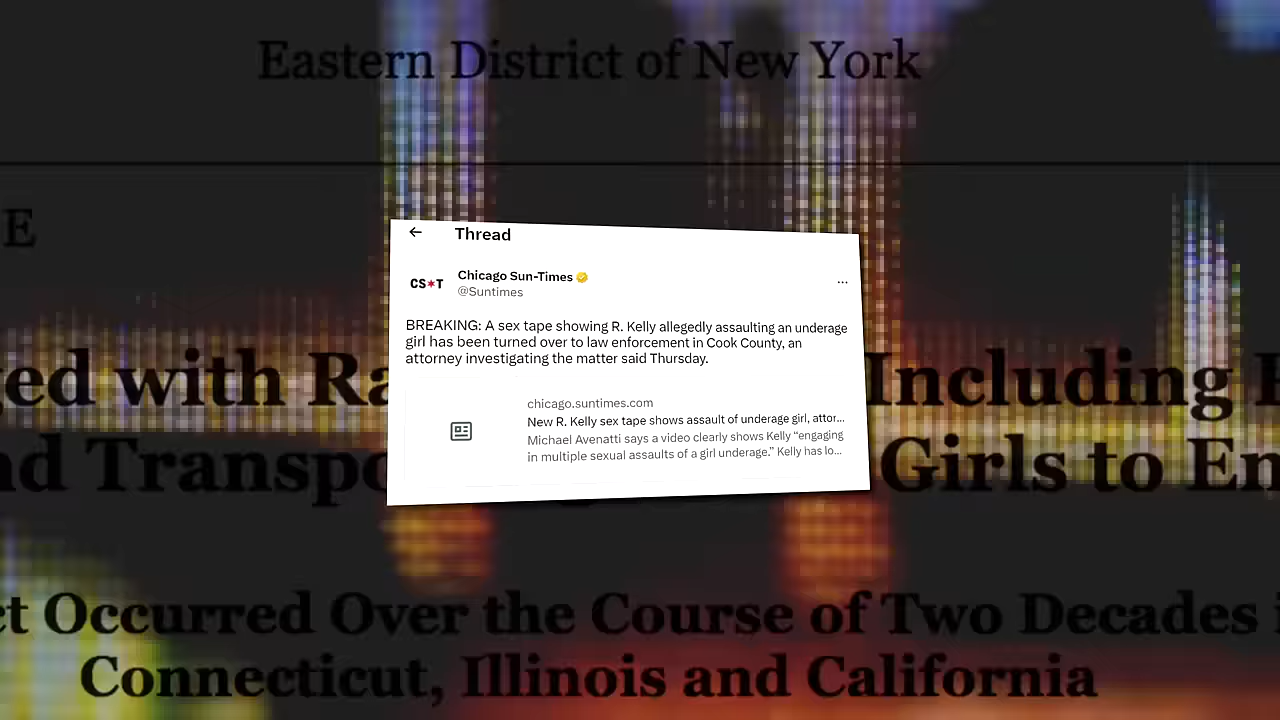 Eastern District of New York
E
Thread
CS*T
Chicago Sun-Times
@Suntimes
BREAKING: A sex tape showing R. Kelly allegedly assaulting an underage
girl has been turned over to law enforcement in Cook County, an
attorney investigating the matter said Thursday.
ed with Ra
Including
chicago.suntimes.com
New R. Kelly sex tape shows assault of underage girl, attor...
Michael Avenatti says a video clearly shows Kelly “engaging
in multiple sexual assaults of a girl underage.” Kelly has lo...
nd Transpo
Girls to En
ct Occurred Over the Course of Two Decades
Connecticut, Illinois and California